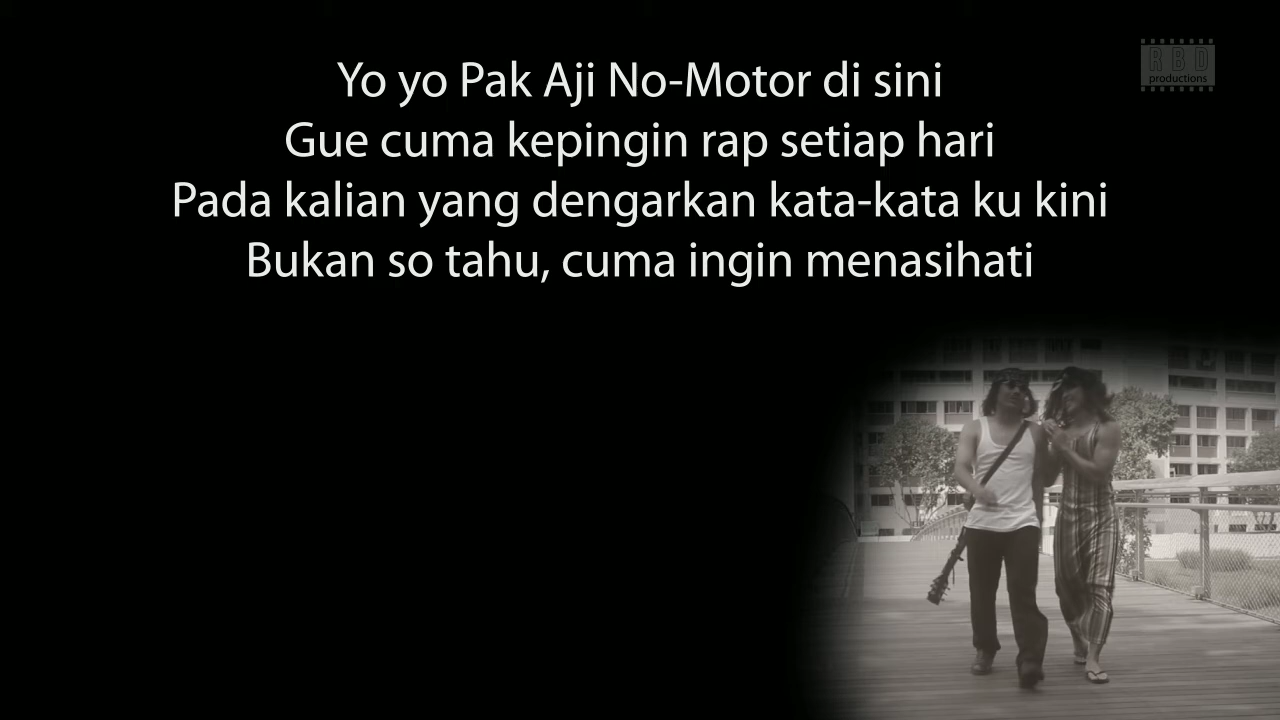 Yo yo Pak Aji No-Motor di sini
Gue cuma kepingin rap setiap hari
Pada kalian yang dengarkan kata-kata ku kini
Bukan so tahu, cuma ingin menasihati
RBD
productions